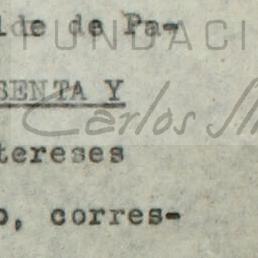 lde de Pa-
FUNDACI
SENTA Y
Carlos Sl
tereses
o, corres-